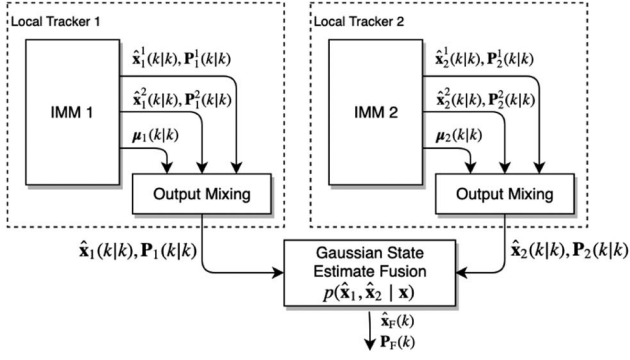 Local Tracker 1
IMM 1
x̂₁¹(k|k), P₁¹(k|k)
x̂₁²(k|k), P₁²(k|k)
μ₁(k|k)
Output Mixing
x̂₁(k|k), P₁(k|k)
Local Tracker 2
IMM 2
x̂₂¹(k|k), P₂¹(k|k)
x̂₂²(k|k), P₂²(k|k)
μ₂(k|k)
Output Mixing
x̂₂(k|k), P₂(k|k)
Gaussian State
Estimate Fusion
p(x̂₁, x̂₂ | x)
x̂F(k)
PF(k)